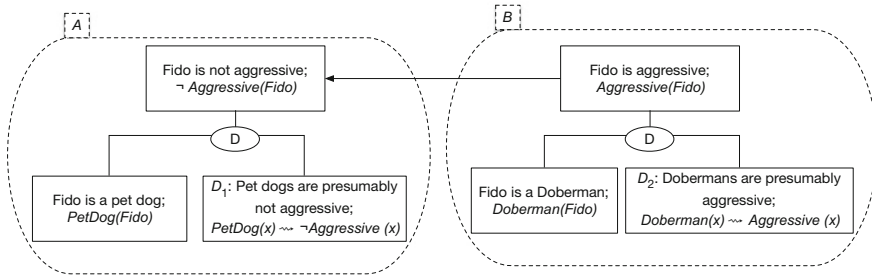 A
Fido is not aggressive;
¬ Aggressive(Fido)
D
Fido is a pet dog;
PetDog(Fido)
D1: Pet dogs are presumably
not aggressive;
PetDog(x) ⇝ ¬Aggressive (x)
B
Fido is aggressive;
Aggressive(Fido)
D
Fido is a Doberman;
Doberman(Fido)
D2: Dobermans are presumably
aggressive;
Doberman(x) ⇝ Aggressive (x)